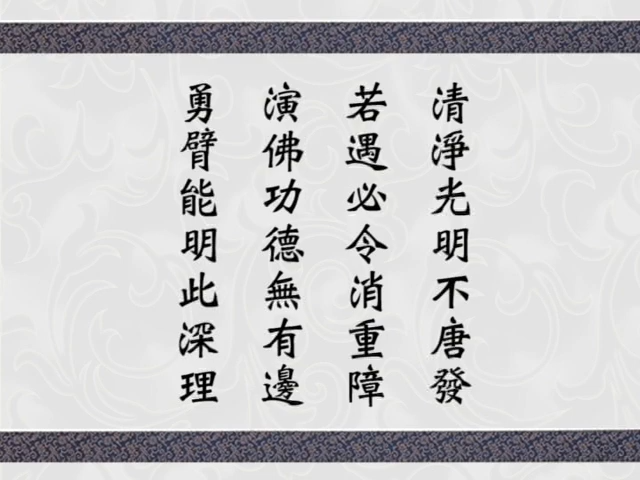 清淨光明不唐發
若遇必令消重障
演佛功德無有邊
勇臂能明此深理